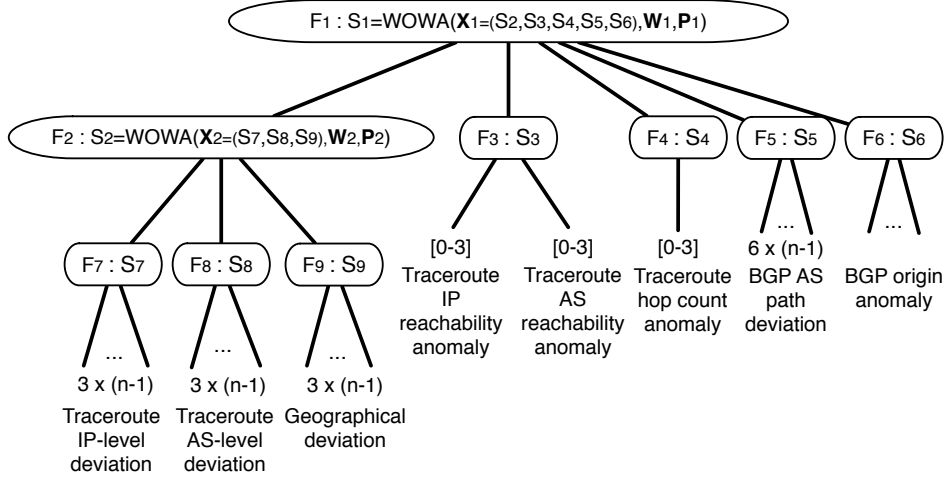 F1 : S1=WOWA(X1=(S2,S3,S4,S5,S6),W1,P1)
F2 : S2=WOWA(X2=(S7,S8,S9),W2,P2)
F3 : S3
F4 : S4
F5 : S5
F6 : S6
F7 : S7
F8 : S8
F9 : S9
[0-3]
Traceroute
IP
reachability
anomaly
[0-3]
Traceroute
AS
reachability
anomaly
[0-3]
Traceroute
hop count
anomaly
...
6 x (n-1)
BGP AS
path
deviation
...
BGP origin
anomaly
...
3 x (n-1)
Traceroute
IP-level
deviation
...
3 x (n-1)
Traceroute
AS-level
deviation
...
3 x (n-1)
Geographical
deviation